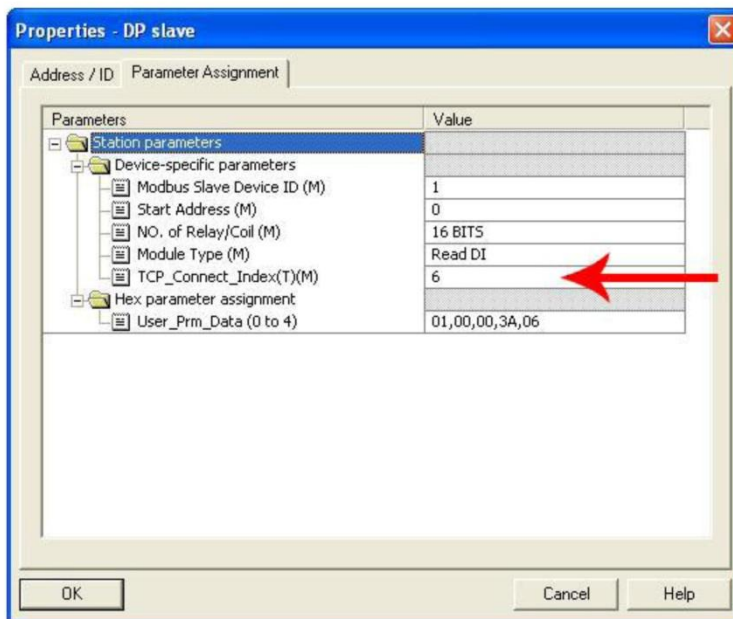 Properties - DP slave
Address / ID Parameter Assignment
Parameters Value
Station parameters
Device-specific parameters
Modbus Slave Device ID (M) 1
Start Address (M) 0
NO. of Relay/Coil (M) 16 BITS
Module Type (M) Read DI
TCP_Connect_Index(T)(M) 6
Hex parameter assignment
User_Prm_Data (0 to 4) 01,00,00,3A,06
OK Cancel Help